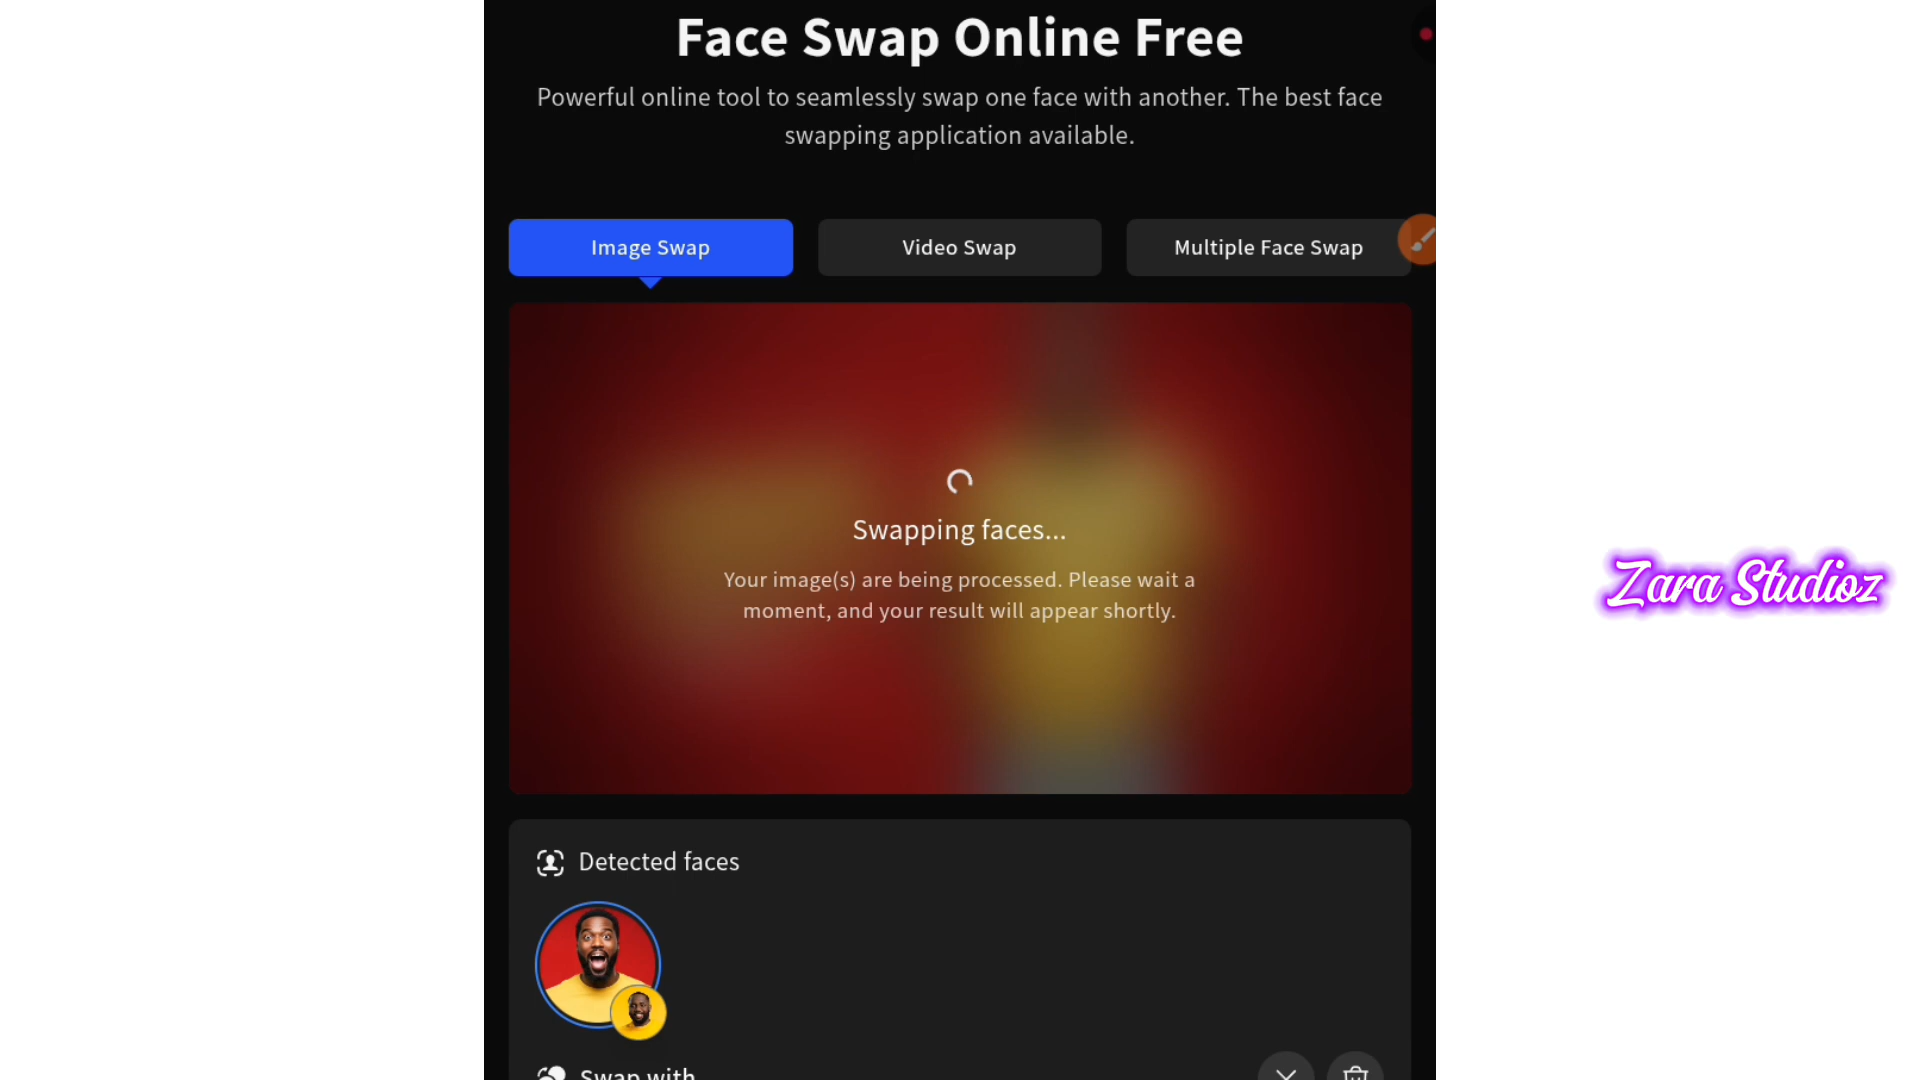 Face Swap Online Free
Powerful online tool to seamlessly swap one face with another. The best face
swapping application available.
Image Swap
Video Swap
Multiple Face Swap
Swapping faces...
Your image(s) are being processed. Please wait a
moment, and your result will appear shortly.
Zara Studioz
Detected faces
Swap with